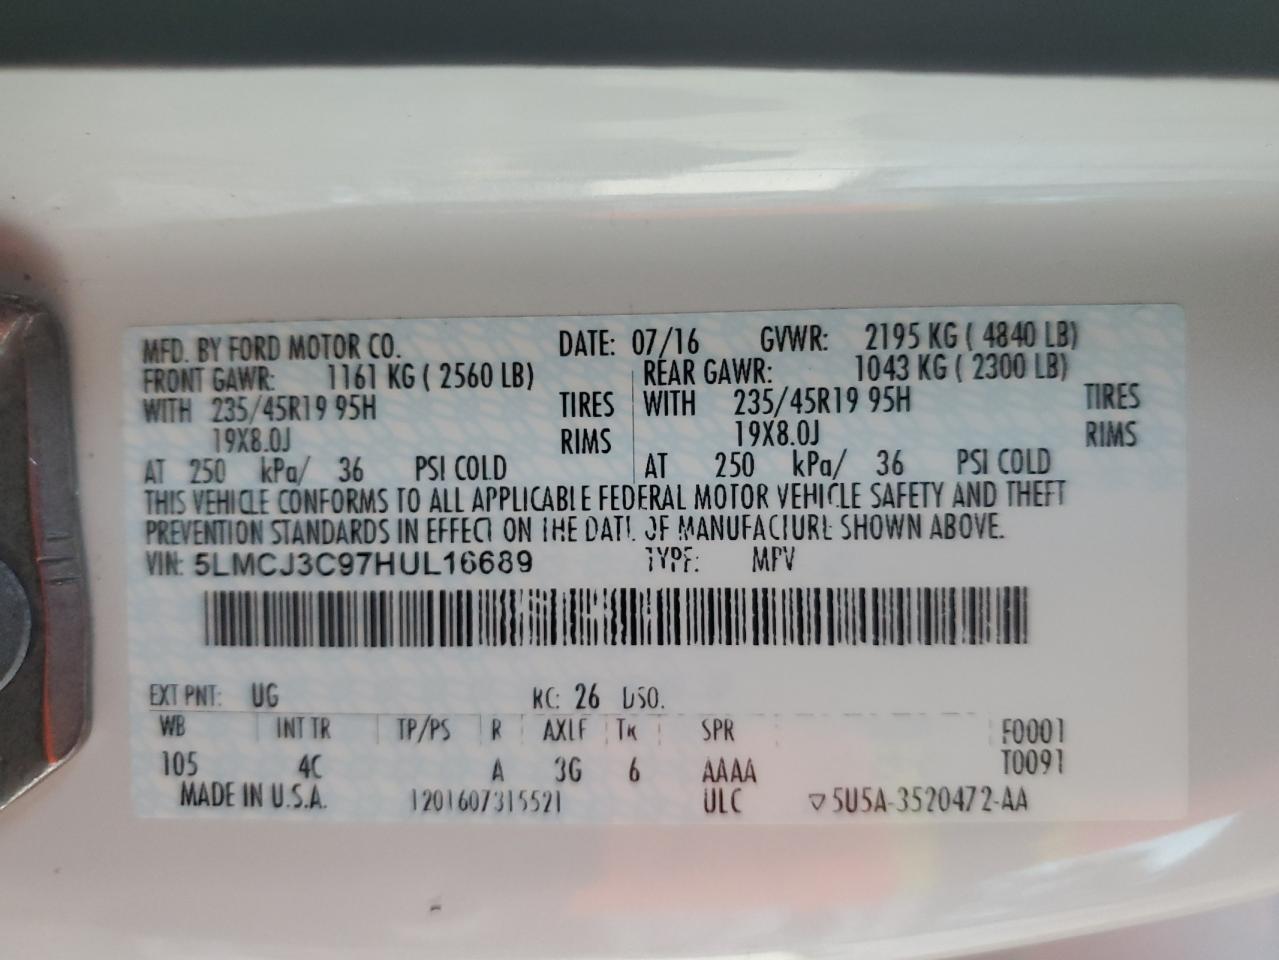 MFD. BY FORD MOTOR CO. DATE: 07/16 GVWR: 2195 KG ( 4840 LB)
FRONT GAWR: 1161 KG ( 2560 LB) REAR GAWR: 1043 KG ( 2300 LB)
WITH 235/45R19 95H TIRES WITH 235/45R19 95H TIRES
19X8.0J RIMS 19X8.0J RIMS
AT 250 kPa/ 36 PSI COLD AT 250 kPa/ 36 PSI COLD
THIS VEHICLE CONFORMS TO ALL APPLICABLE FEDERAL MOTOR VEHICLE SAFETY AND THEFT
PREVENTION STANDARDS IN EFFECT ON THE DATE OF MANUFACTURE SHOWN ABOVE.
VIN: 5LMCJ3C97HUL16689 TYPE: MPV
EXT PNT: UG RC: 26 DSO:
WB INT TR TP/PS R AXLE TR SPR F0001
105 4C A 3G 6 AAAA T0091
MADE IN U.S.A. 1201607315521 ULC ▽5U5A-3520472-AA